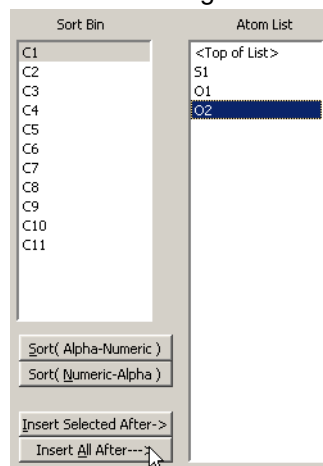 Sort Bin
C1
C2
C3
C4
C5
C6
C7
C8
C9
C10
C11
Sort( Alpha-Numeric )
Sort( Numeric-Alpha )
Insert Selected After->
Insert All After--->
Atom List
<Top of List>
S1
O1
O2